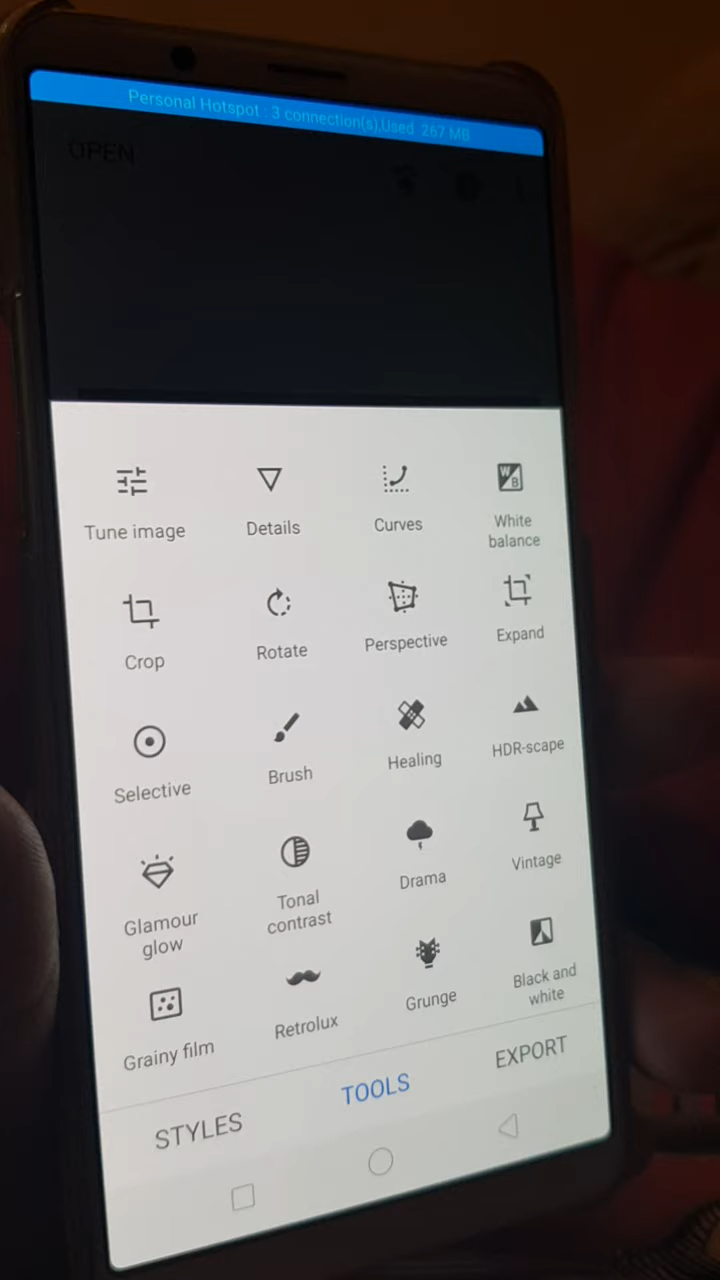 Personal Hotspot : 3 connection(s),Used 267 MB
OPEN
Tune image
Details
Curves
White
balance
Crop
Rotate
Perspective
Expand
Selective
Brush
Healing
HDR-scape
Glamour
glow
Tonal
contrast
Drama
Vintage
Grainy film
Retrolux
Grunge
Black and
white
STYLES
TOOLS
EXPORT